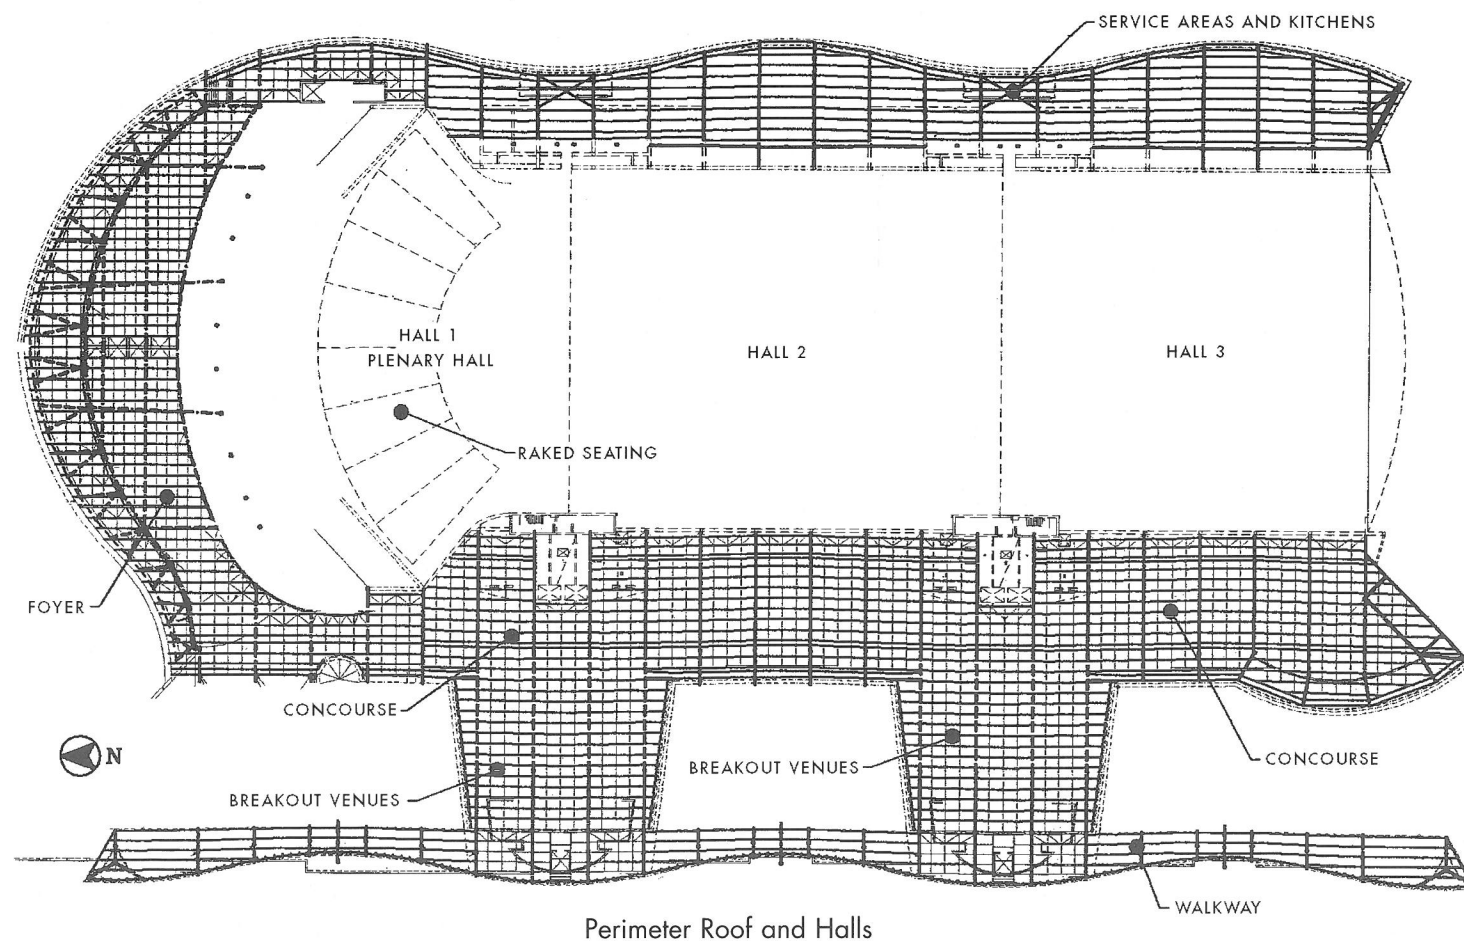 SERVICE AREAS AND KITCHENS
HALL 1
PLENARY HALL
HALL 2
HALL 3
RAKED SEATING
FOYER
CONCOURSE
N
BREAKOUT VENUES
BREAKOUT VENUES
CONCOURSE
WALKWAY
Perimeter Roof and Halls